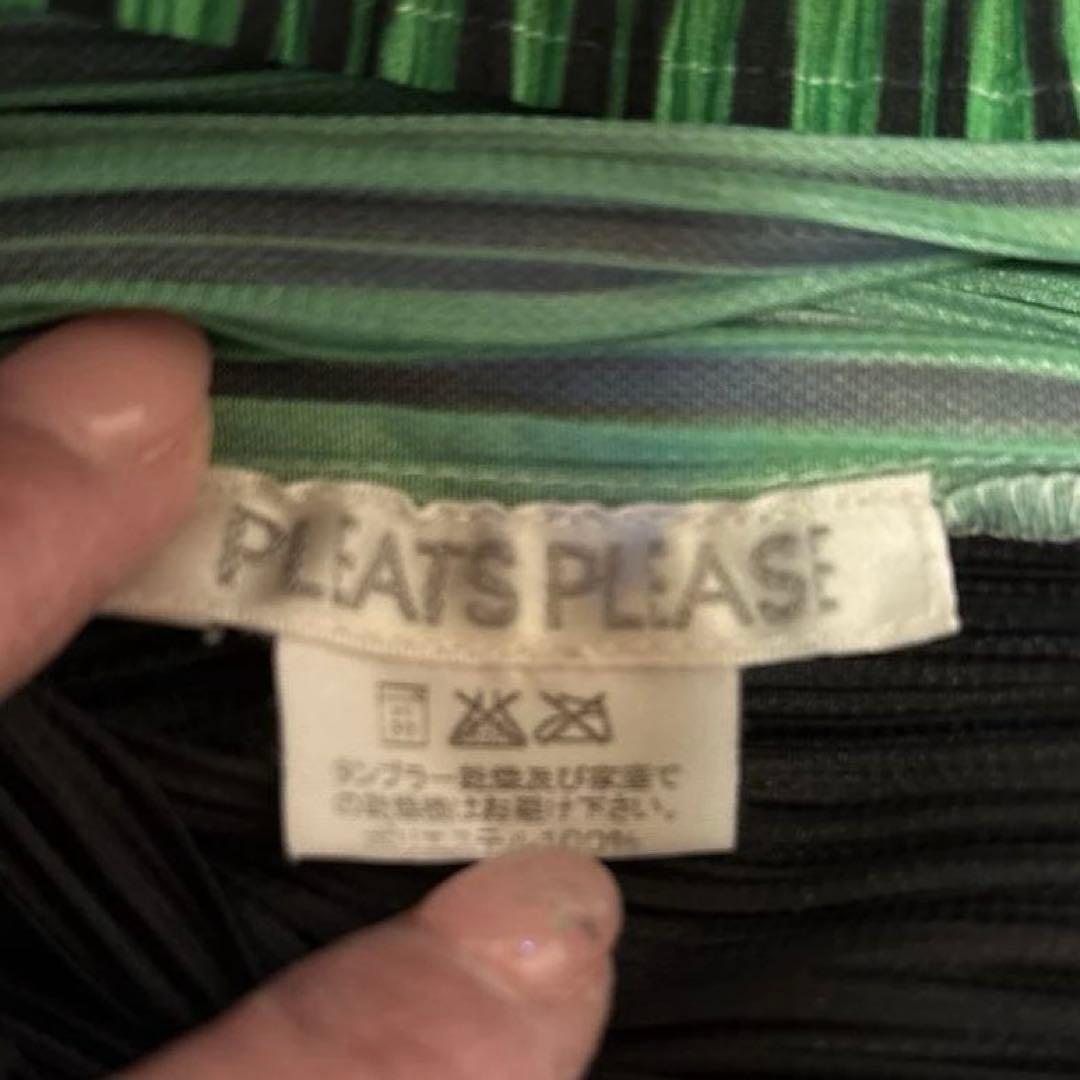 PLEATS PLEASE
タンブラー乾燥及び家庭で
の乾燥機はお避け下さい。
ポリエステル100%